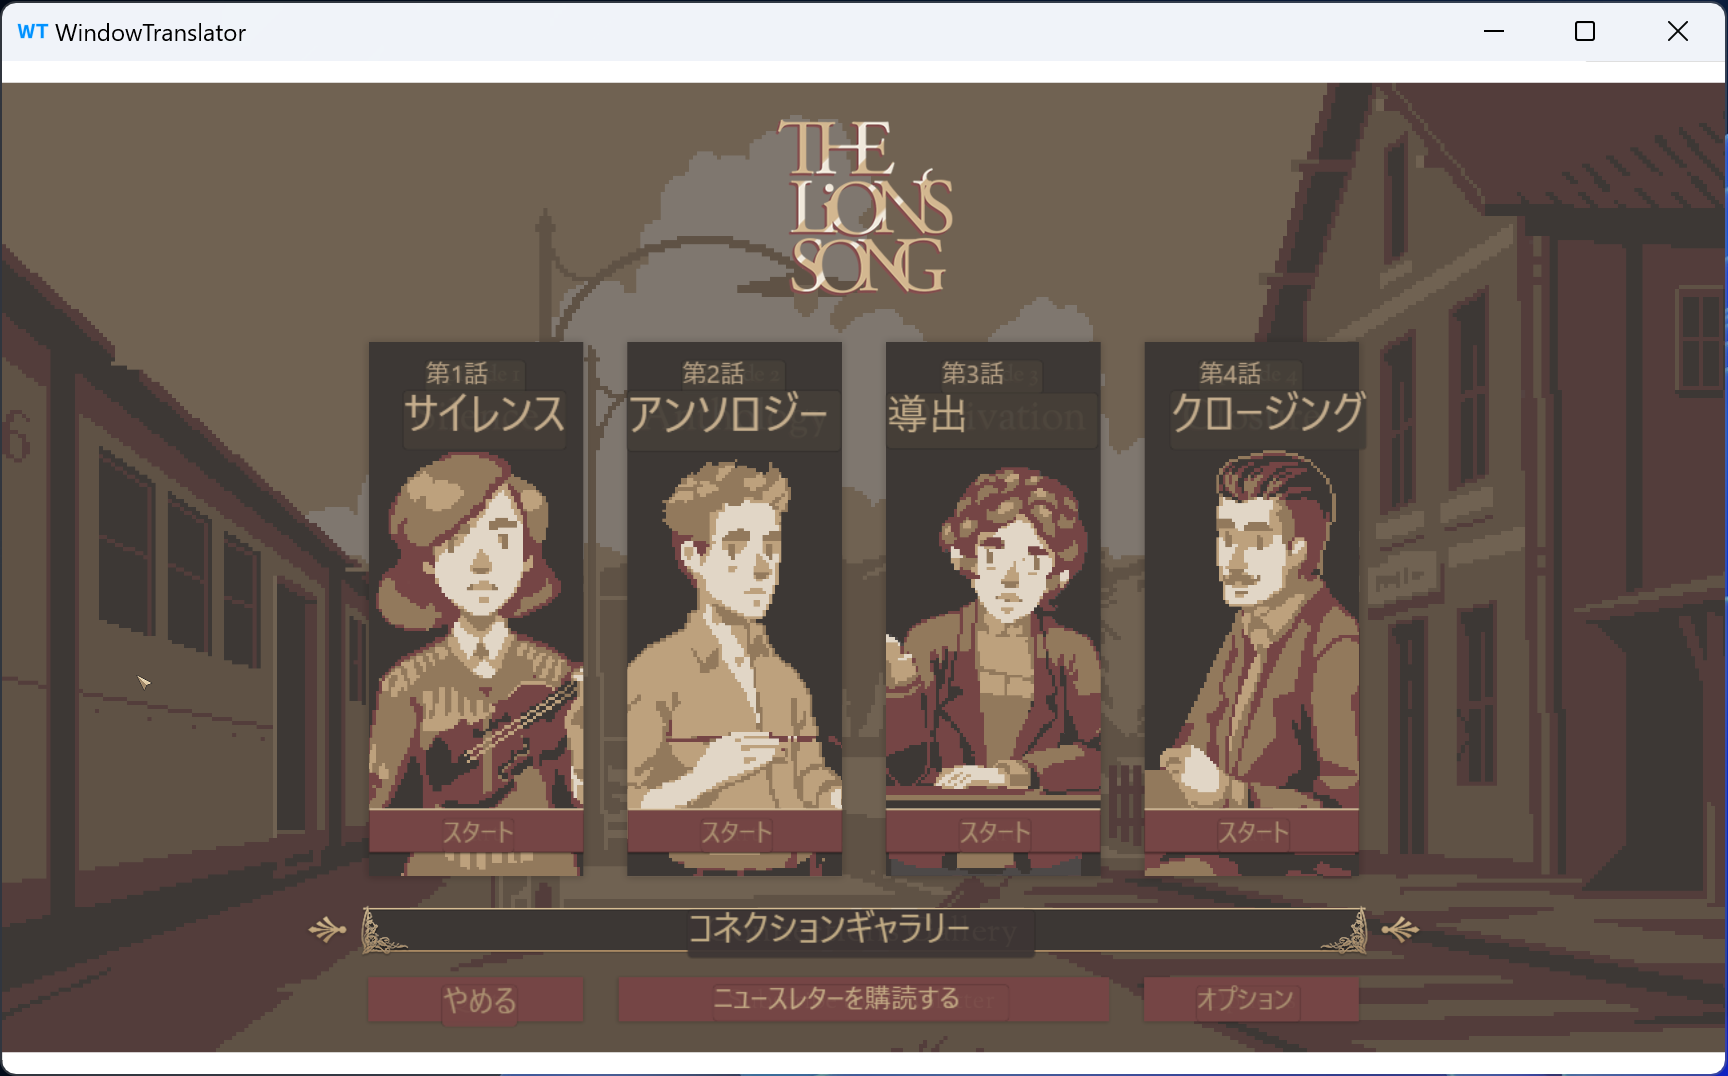 WT WindowTranslator
THE
LION'S
SONG
第1話
サイレンス
スタート
第2話
アンソロジー
スタート
第3話
導出
スタート
第4話
クロージング
スタート
コネクションギャラリー
やめる
ニュースレターを購読する
オプション